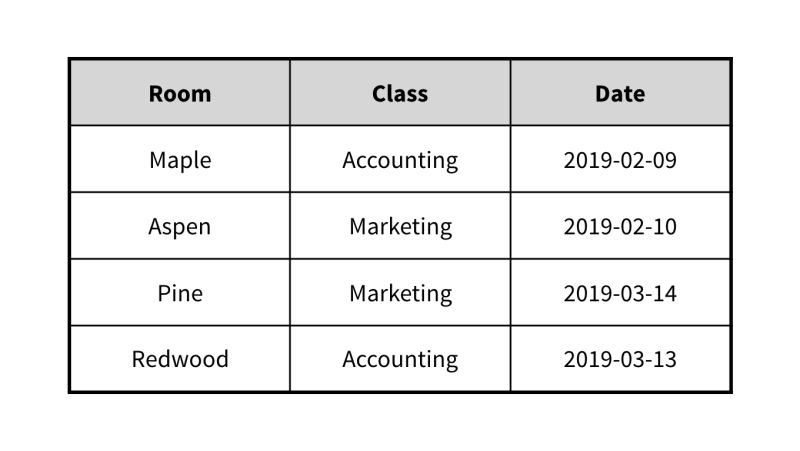 Room Class Date
Maple Accounting 2019-02-09
Aspen Marketing 2019-02-10
Pine Marketing 2019-03-14
Redwood Accounting 2019-03-13